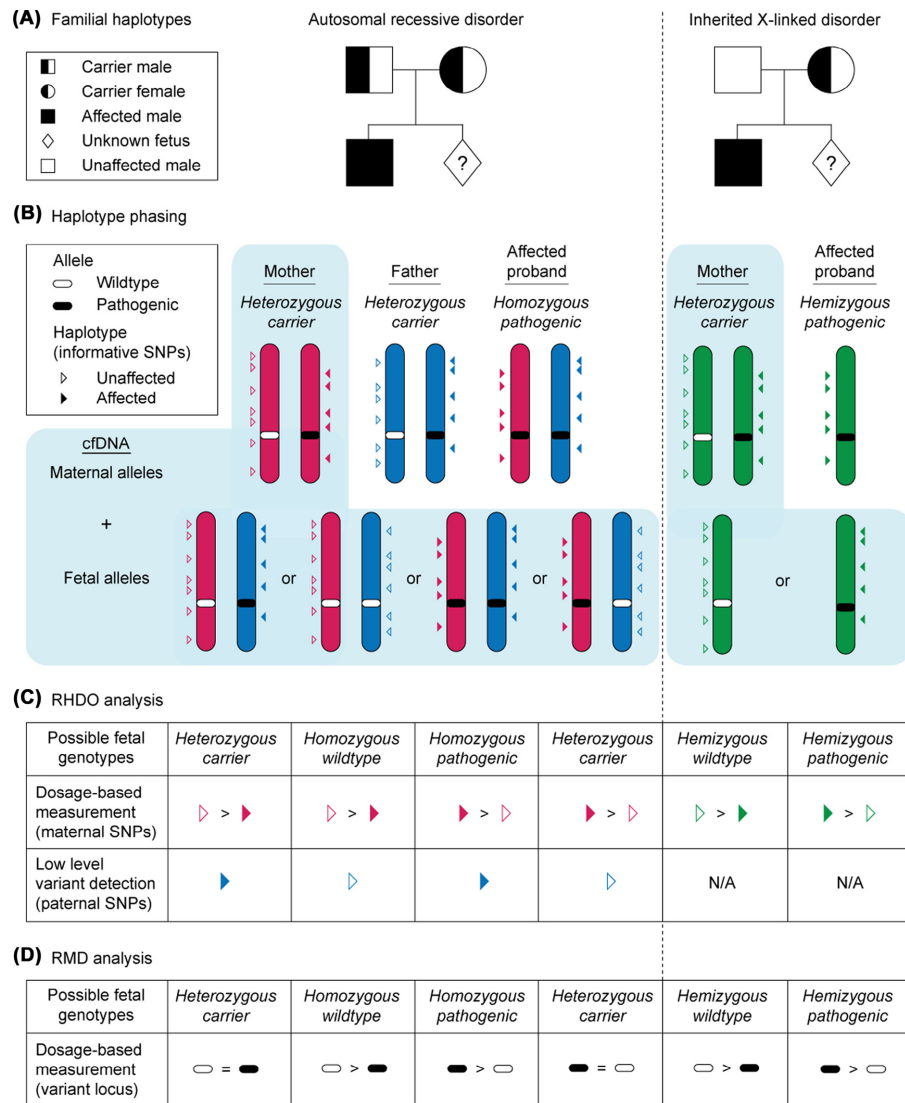 (A) Familial haplotypes
Autosomal recessive disorder
Inherited X-linked disorder
Carrier male
Carrier female
Affected male
Unknown fetus
Unaffected male
?
?
(B) Haplotype phasing
Allele
Wildtype
Pathogenic
Haplotype
(informative SNPs)
Unaffected
Affected
Mother
Heterozygous
carrier
Father
Heterozygous
carrier
Affected
proband
Homozygous
pathogenic
Mother
Heterozygous
carrier
Affected
proband
Hemizygous
pathogenic
cfDNA
Maternal alleles
+
Fetal alleles
or
or
or
or
(C) RHDO analysis
Possible fetal
genotypes
Heterozygous
carrier
Homozygous
wildtype
Homozygous
pathogenic
Heterozygous
carrier
Hemizygous
wildtype
Hemizygous
pathogenic
Dosage-based
measurement
(maternal SNPs)
>
>
>
>
>
>
Low level
variant detection
(paternal SNPs)
N/A
N/A
(D) RMD analysis
Possible fetal
genotypes
Heterozygous
carrier
Homozygous
wildtype
Homozygous
pathogenic
Heterozygous
carrier
Hemizygous
wildtype
Hemizygous
pathogenic
Dosage-based
measurement
(variant locus)
=
>
>
=
>
>